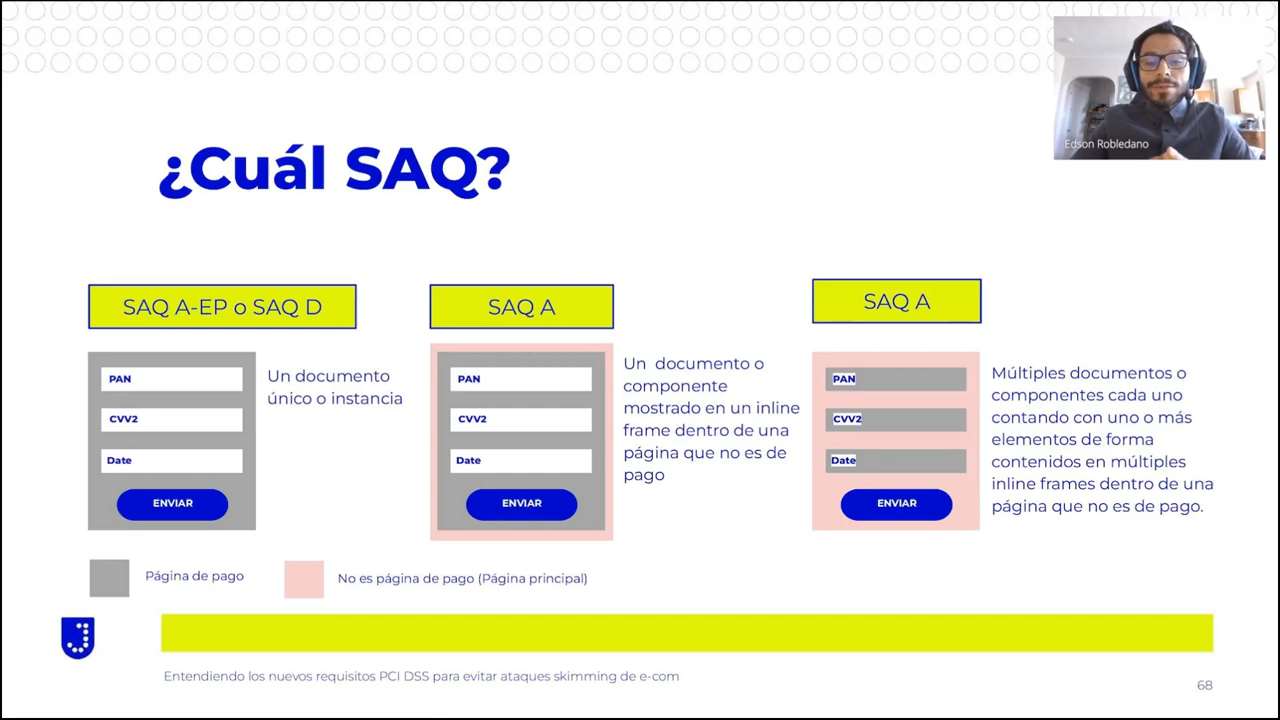 Edson Robledano
¿Cuál SAQ?
SAQ A-EP o SAQ D
PAN
CVV2
Date
ENVIAR
Un documento
único o instancia
SAQ A
PAN
CVV2
Date
ENVIAR
Un documento o
componente
mostrado en un inline
frame dentro de una
página que no es de
pago
SAQ A
PAN
CVV2
Date
ENVIAR
Múltiples documentos o
componentes cada uno
contando con uno o más
elementos de forma
contenidos en múltiples
inline frames dentro de una
página que no es de pago.
Página de pago
No es página de pago (Página principal)
Entendiendo los nuevos requisitos PCI DSS para evitar ataques skimming de e-com
68